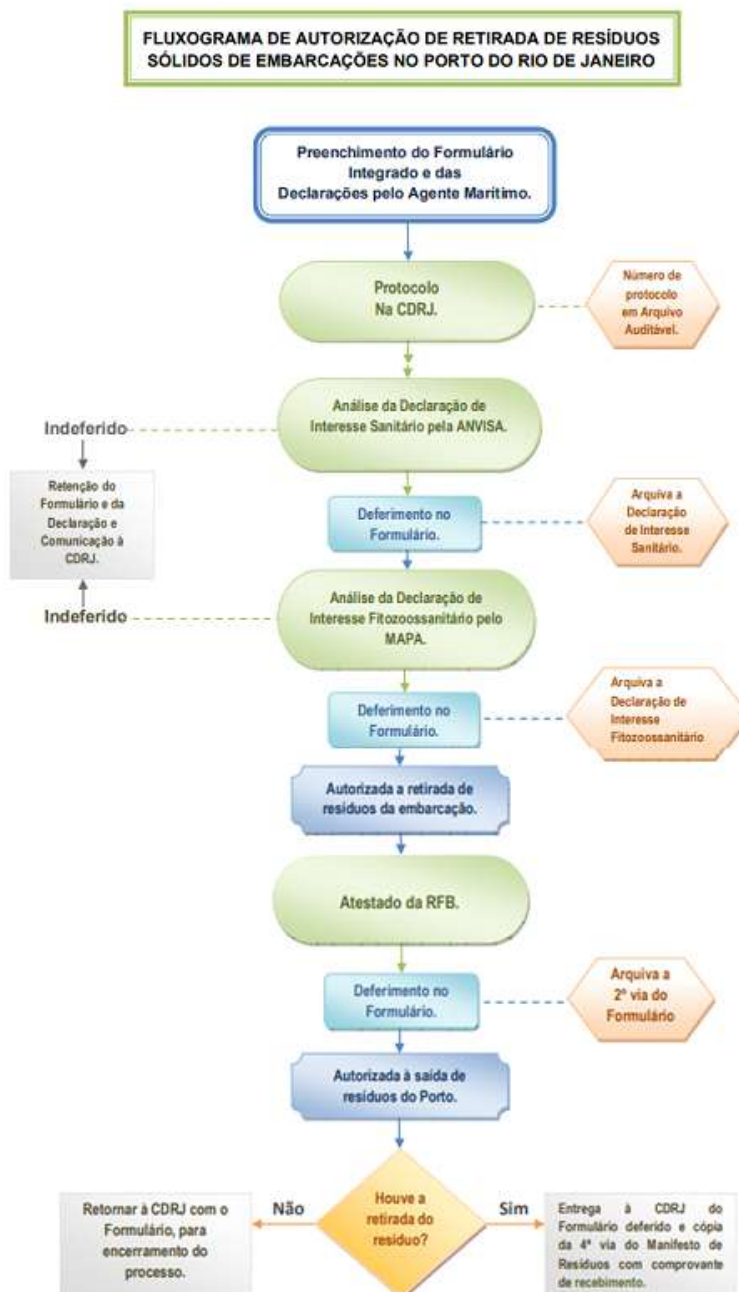 FLUXOGRAMA DE AUTORIZAÇÃO DE RETIRADA DE RESÍDUOS
SÓLIDOS DE EMBARCAÇÕES NO PORTO DO RIO DE JANEIRO
Preenchimento do Formulário
Integrado e das
Declarações pelo Agente Marítimo.
Protocolo
Na CDRJ.
Número de
protocolo
em Arquivo
Auditável.
Análise da Declaração de
Interesse Sanitário pela ANVISA.
Indeferido
Retenção do
Formulário e da
Declaração e
Comunicação à
CDRJ.
Indeferido
Deferimento no
Formulário.
Arquiva a
Declaração
de Interesse
Sanitário.
Análise da Declaração de
Interesse Fitozoossanitário pelo
MAPA.
Deferimento no
Formulário.
Arquiva a
Declaração de
Interesse
Fitozoossanitário
Autorizada a retirada de
resíduos da embarcação.
Atestado da RFB.
Deferimento no
Formulário.
Arquiva a
2ª via do
Formulário
Autorizada à saída de
resíduos do Porto.
Houve a
retirada do
resíduo?
Não
Retornar à CDRJ com o
Formulário, para
encerramento do
processo.
Sim
Entrega à CDRJ do
Formulário deferido e cópia
da 4ª via do Manifesto de
Resíduos com comprovante
de recebimento.